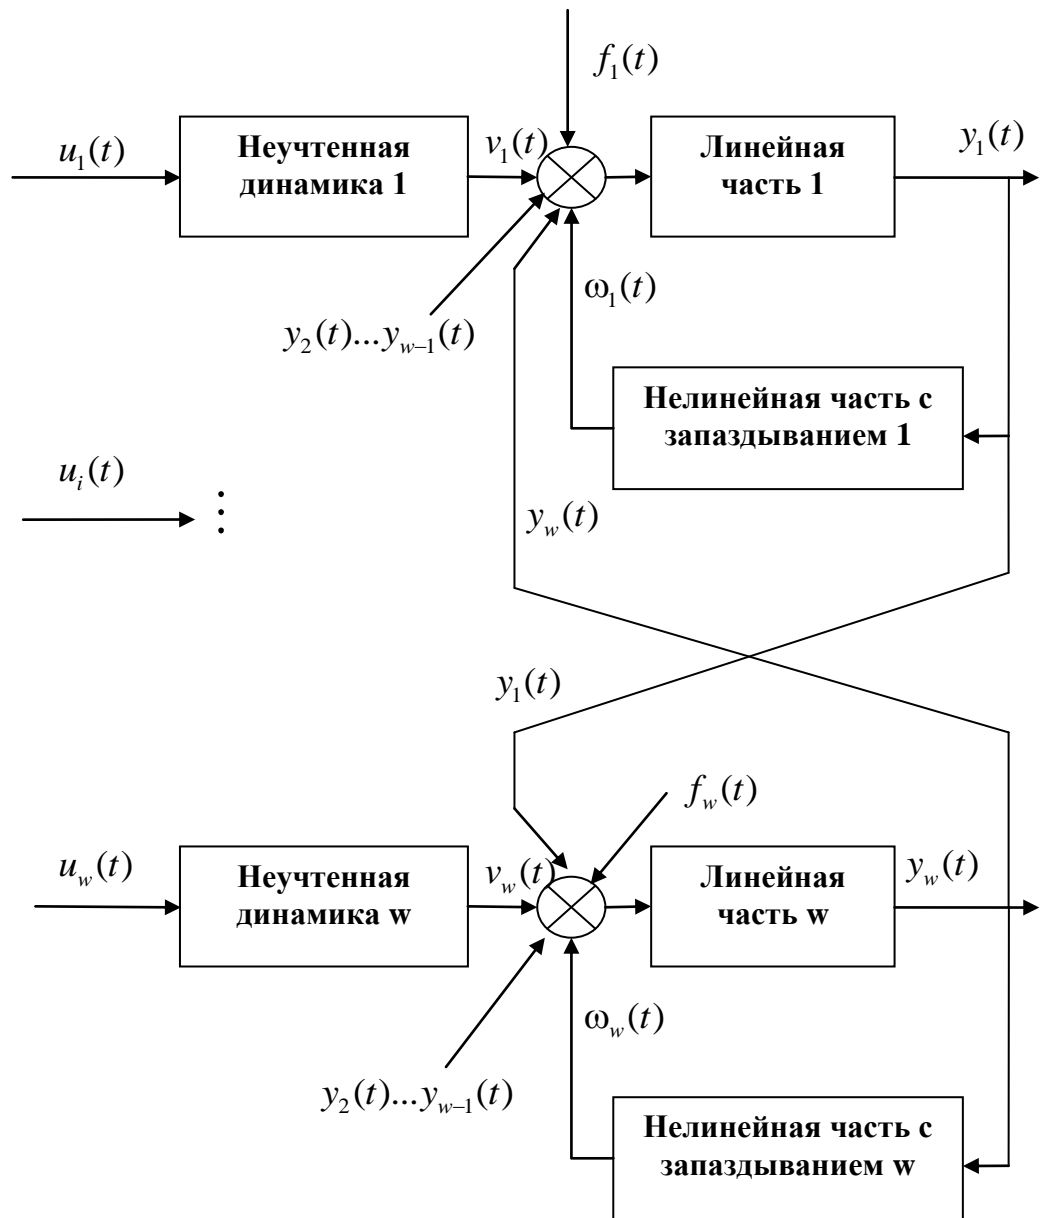 f₁(t)
u₁(t)
Неучтенная
динамика 1
v₁(t)
Линейная
часть 1
y₁(t)
ω₁(t)
y₂(t)...y_{w–1}(t)
Нелинейная часть с
запаздыванием 1
u_i(t)
⋮
y_w(t)
y₁(t)
f_w(t)
u_w(t)
Неучтенная
динамика w
v_w(t)
Линейная
часть w
y_w(t)
ω_w(t)
y₂(t)...y_{w–1}(t)
Нелинейная часть с
запаздыванием w